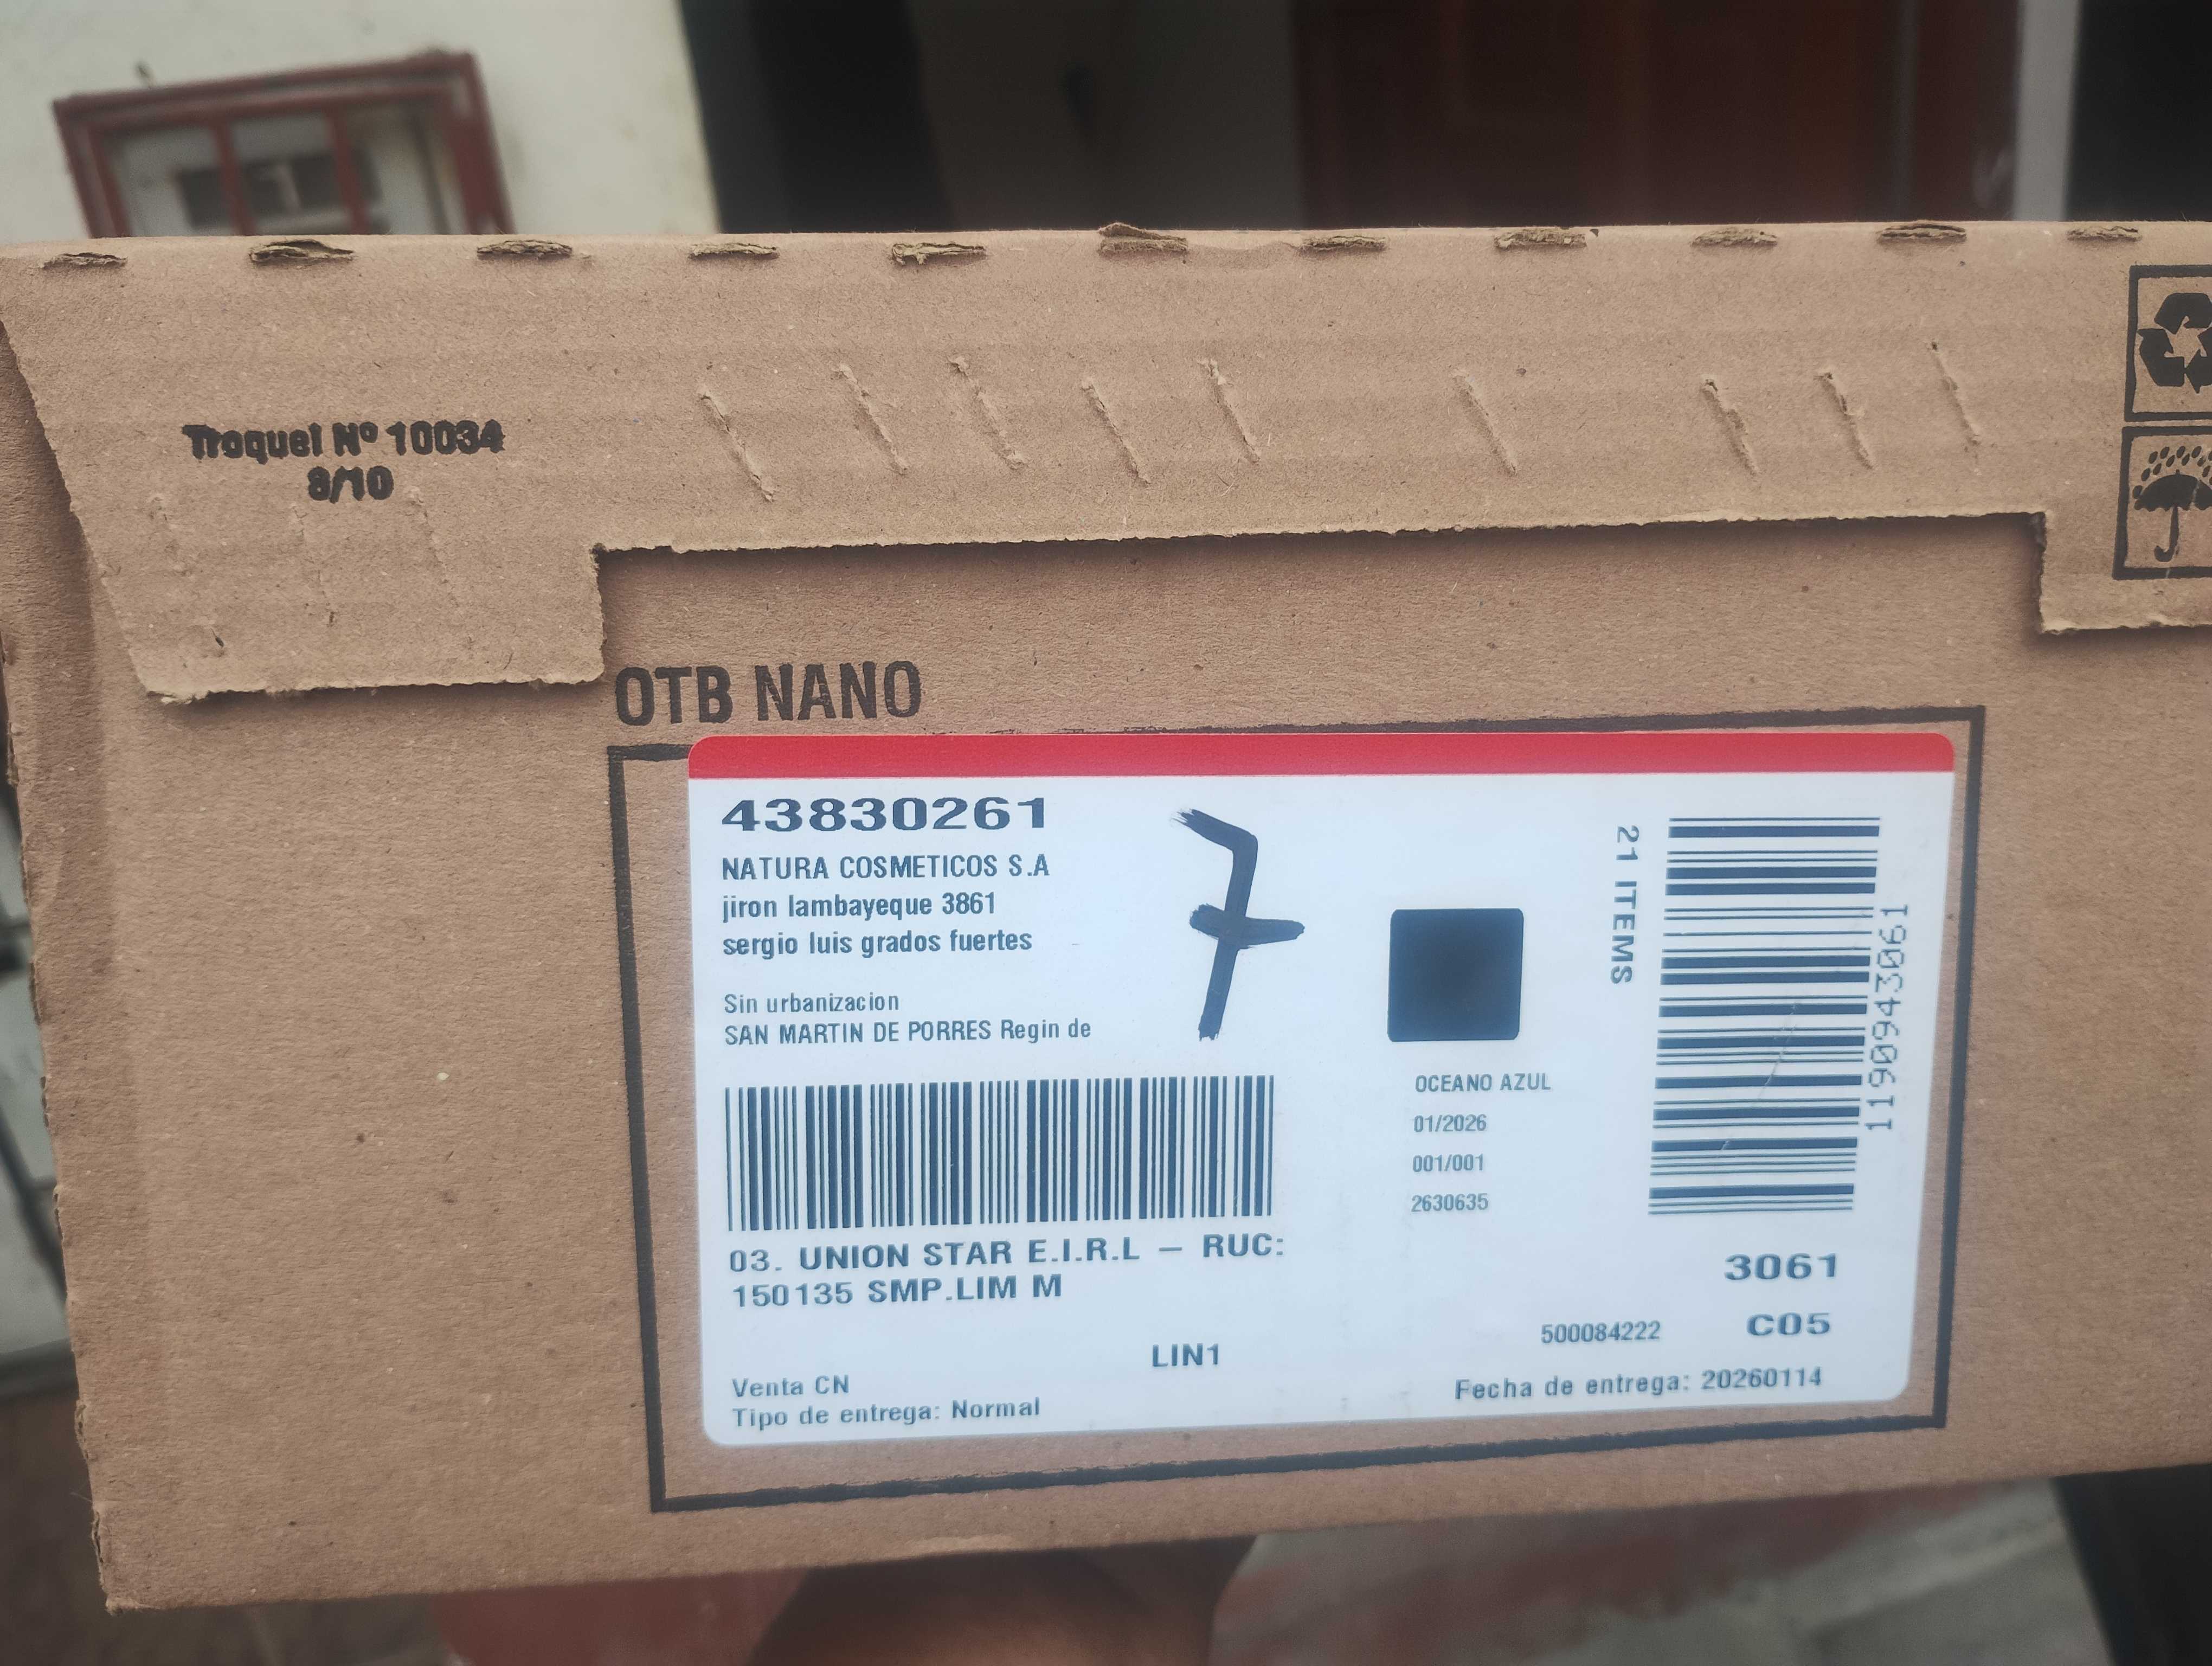 Troquel Nº 10034
8/10
OTB NANO
43830261
NATURA COSMETICOS S.A
jiron lambayeque 3861
sergio luis grados fuertes
Sin urbanizacion
SAN MARTIN DE PORRES Regin de
7
21 ITEMS
1190943061
OCEANO AZUL
01/2026
001/001
2630635
03. UNION STAR E.I.R.L – RUC:
150135 SMP.LIM M
3061
LIN1
500084222
C05
Venta CN
Tipo de entrega: Normal
Fecha de entrega: 20260114